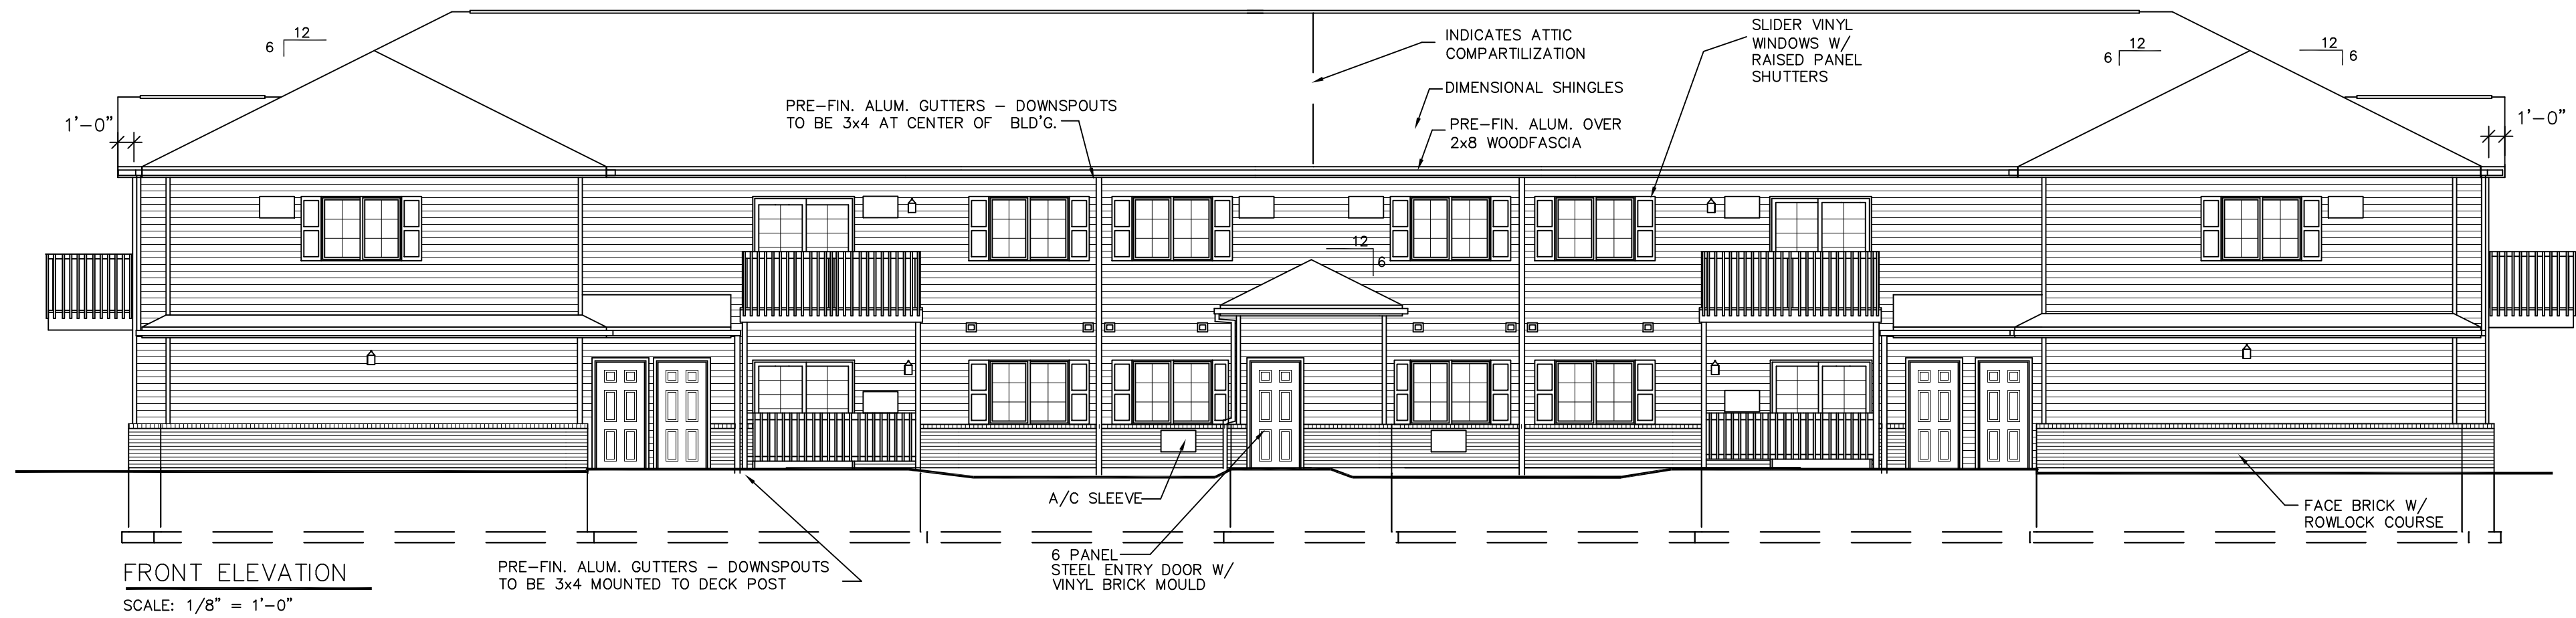 12
6
1'-0"
PRE-FIN. ALUM. GUTTERS - DOWNSPOUTS
TO BE 3x4 AT CENTER OF BLD'G.
INDICATES ATTIC
COMPARTILIZATION
DIMENSIONAL SHINGLES
PRE-FIN. ALUM. OVER
2x8 WOODFASCIA
SLIDER VINYL
WINDOWS W/
RAISED PANEL
SHUTTERS
12
6
12
6
1'-0"
12
6
A/C SLEEVE
6 PANEL
STEEL ENTRY DOOR W/
VINYL BRICK MOULD
PRE-FIN. ALUM. GUTTERS - DOWNSPOUTS
TO BE 3x4 MOUNTED TO DECK POST
FACE BRICK W/
ROWLOCK COURSE
FRONT ELEVATION
SCALE: 1/8" = 1'-0"